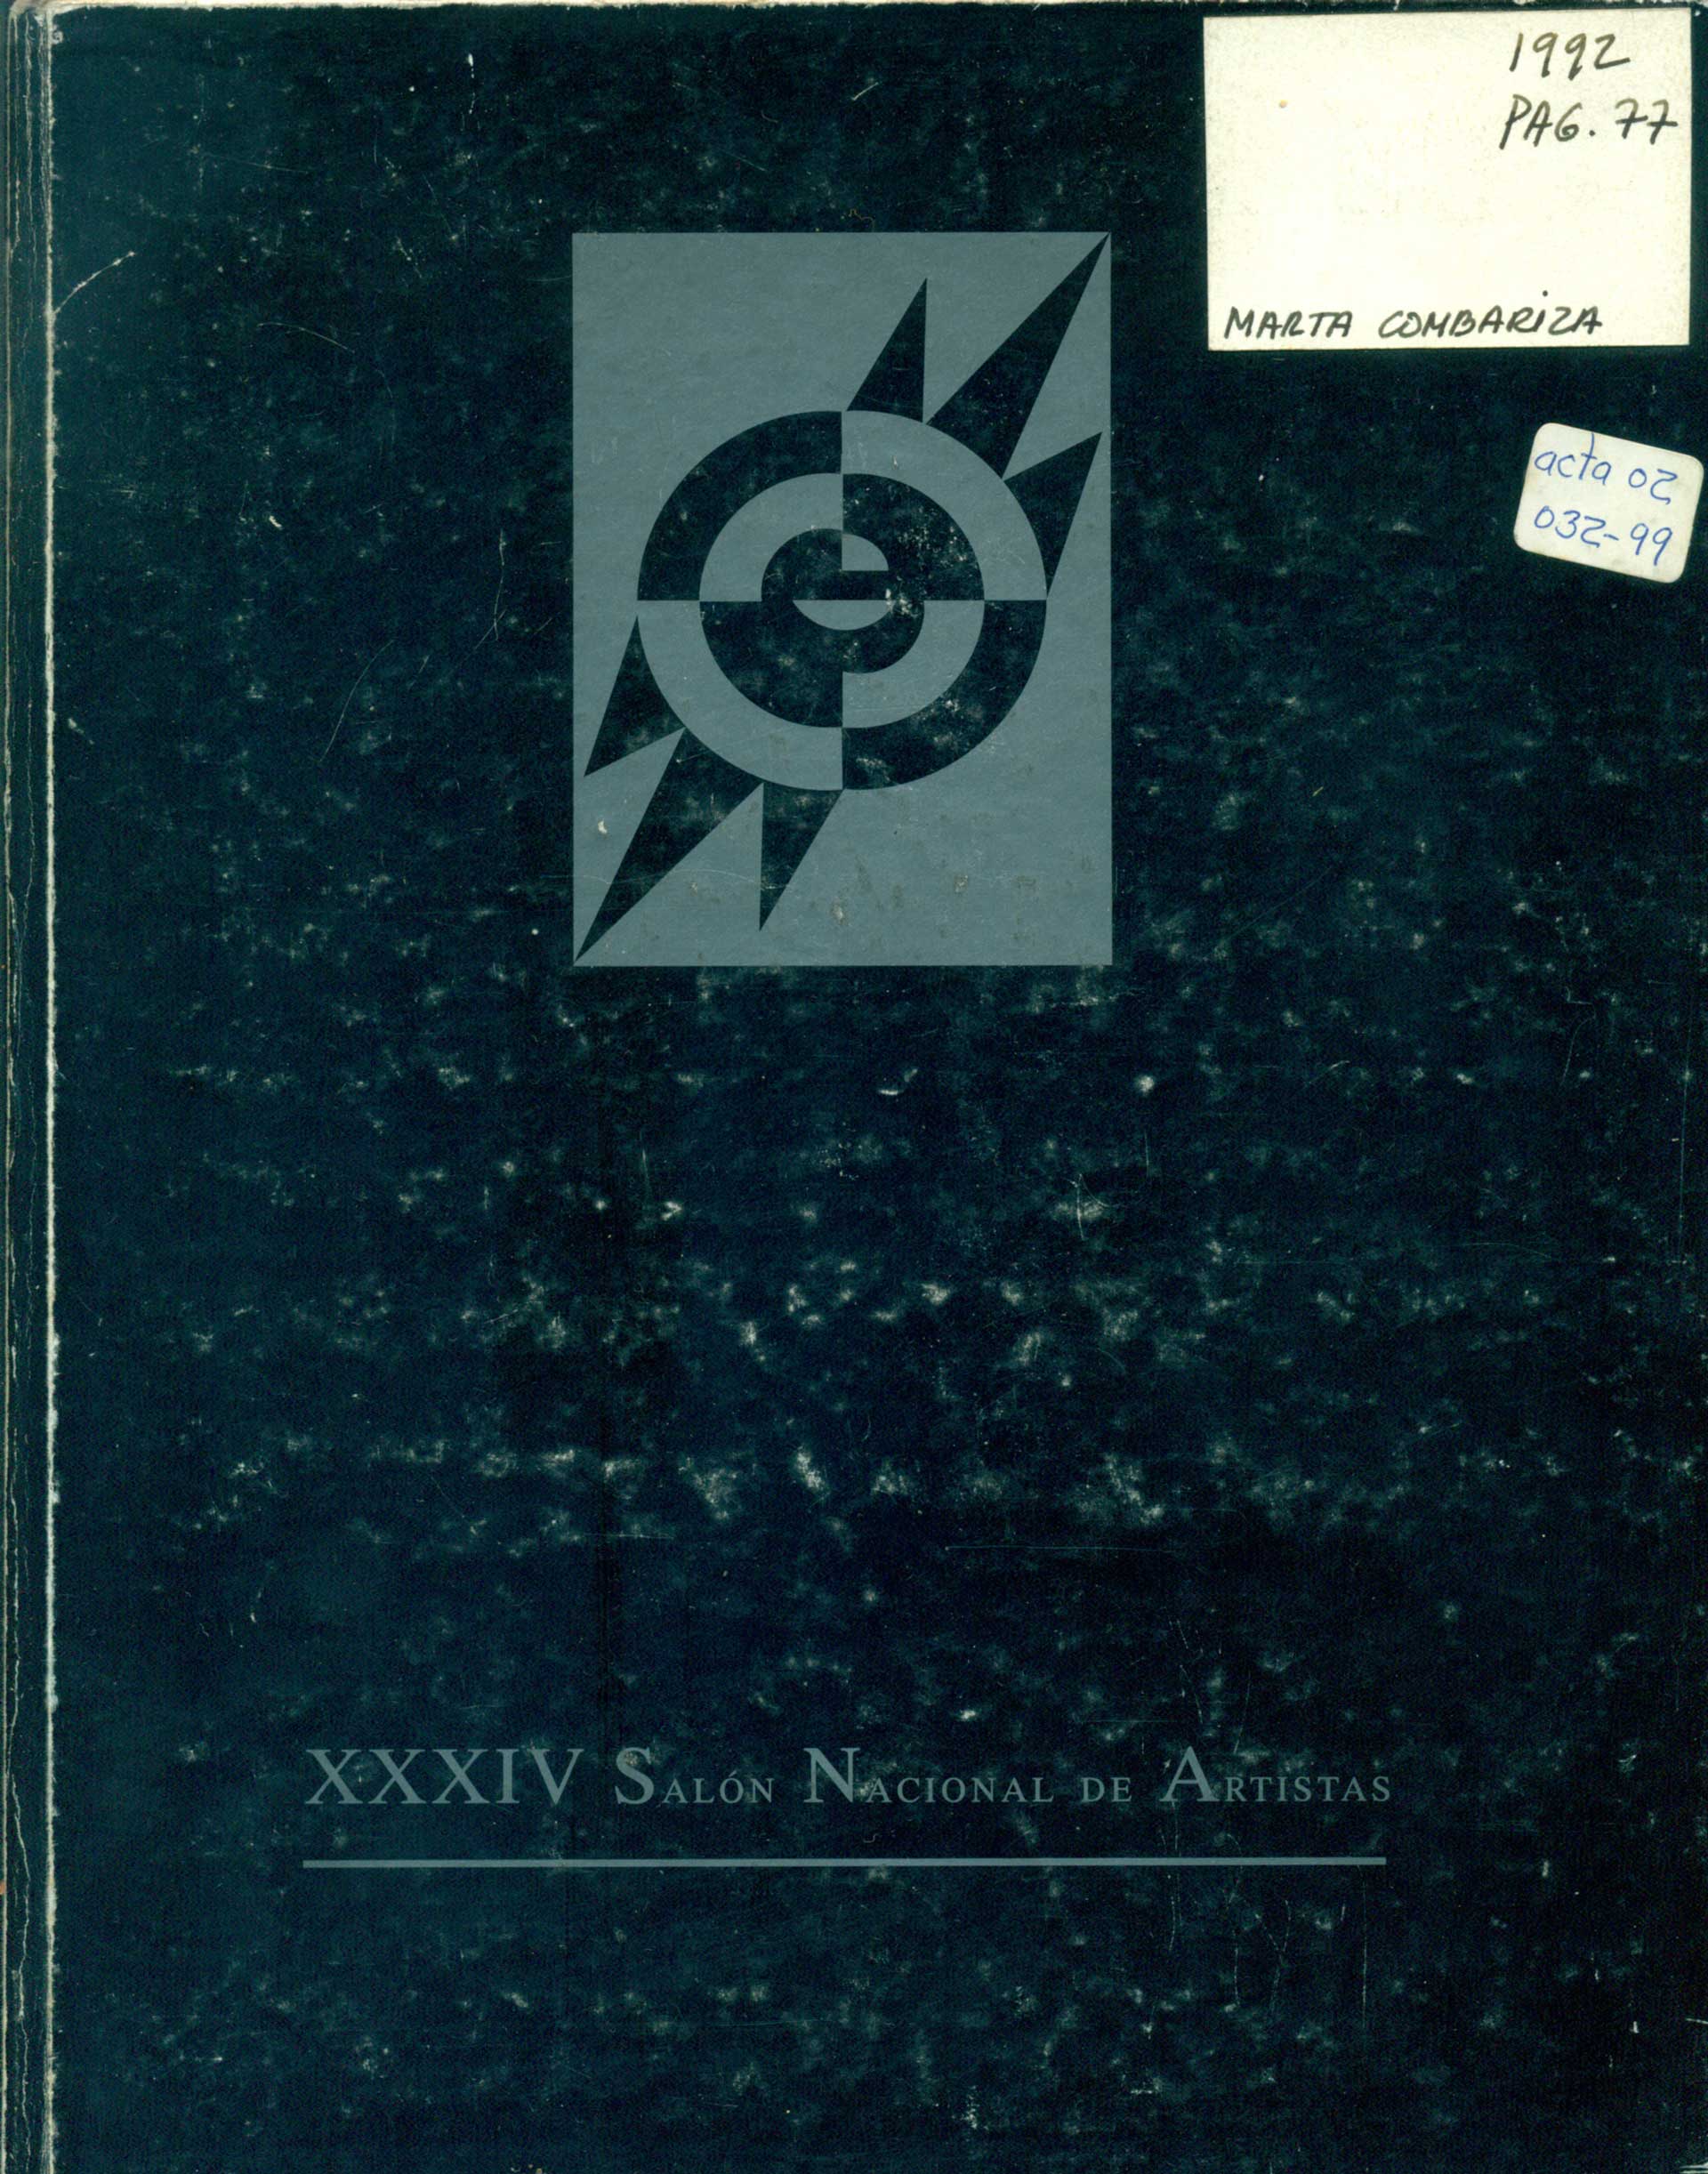 1992
PAG. 77
MARTA COMBARIZA
acta 02
032-99
e
XXXIV SALÓN NACIONAL DE ARTISTAS